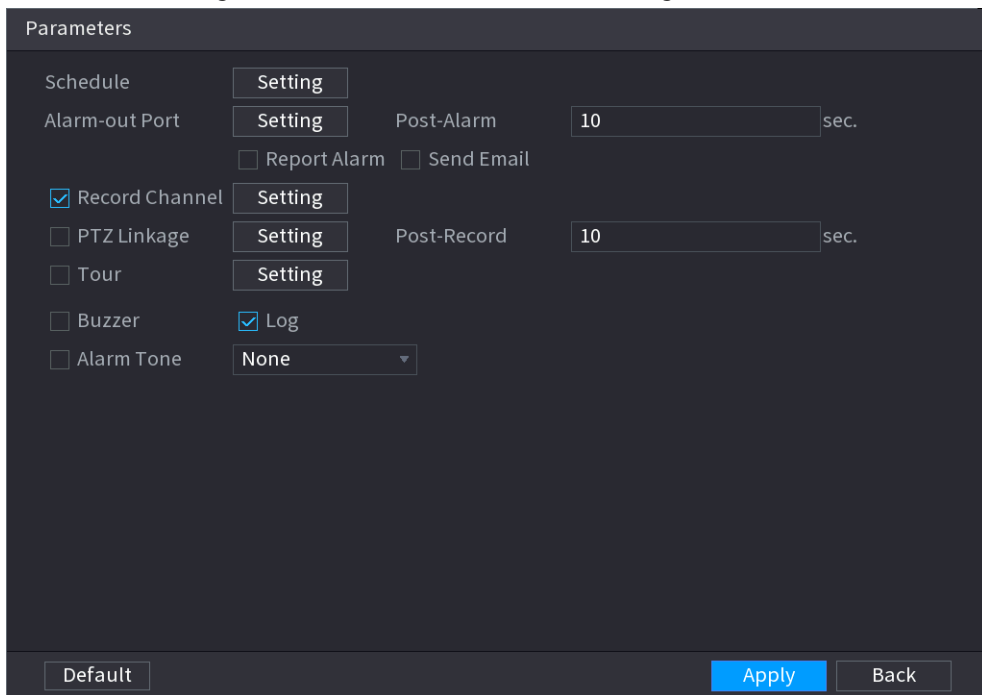 Parameters
Schedule Setting
Alarm-out Port Setting Post-Alarm 10 sec.
Report Alarm Send Email
Record Channel Setting
PTZ Linkage Setting Post-Record 10 sec.
Tour Setting
Buzzer Log
Alarm Tone None
Default Apply Back